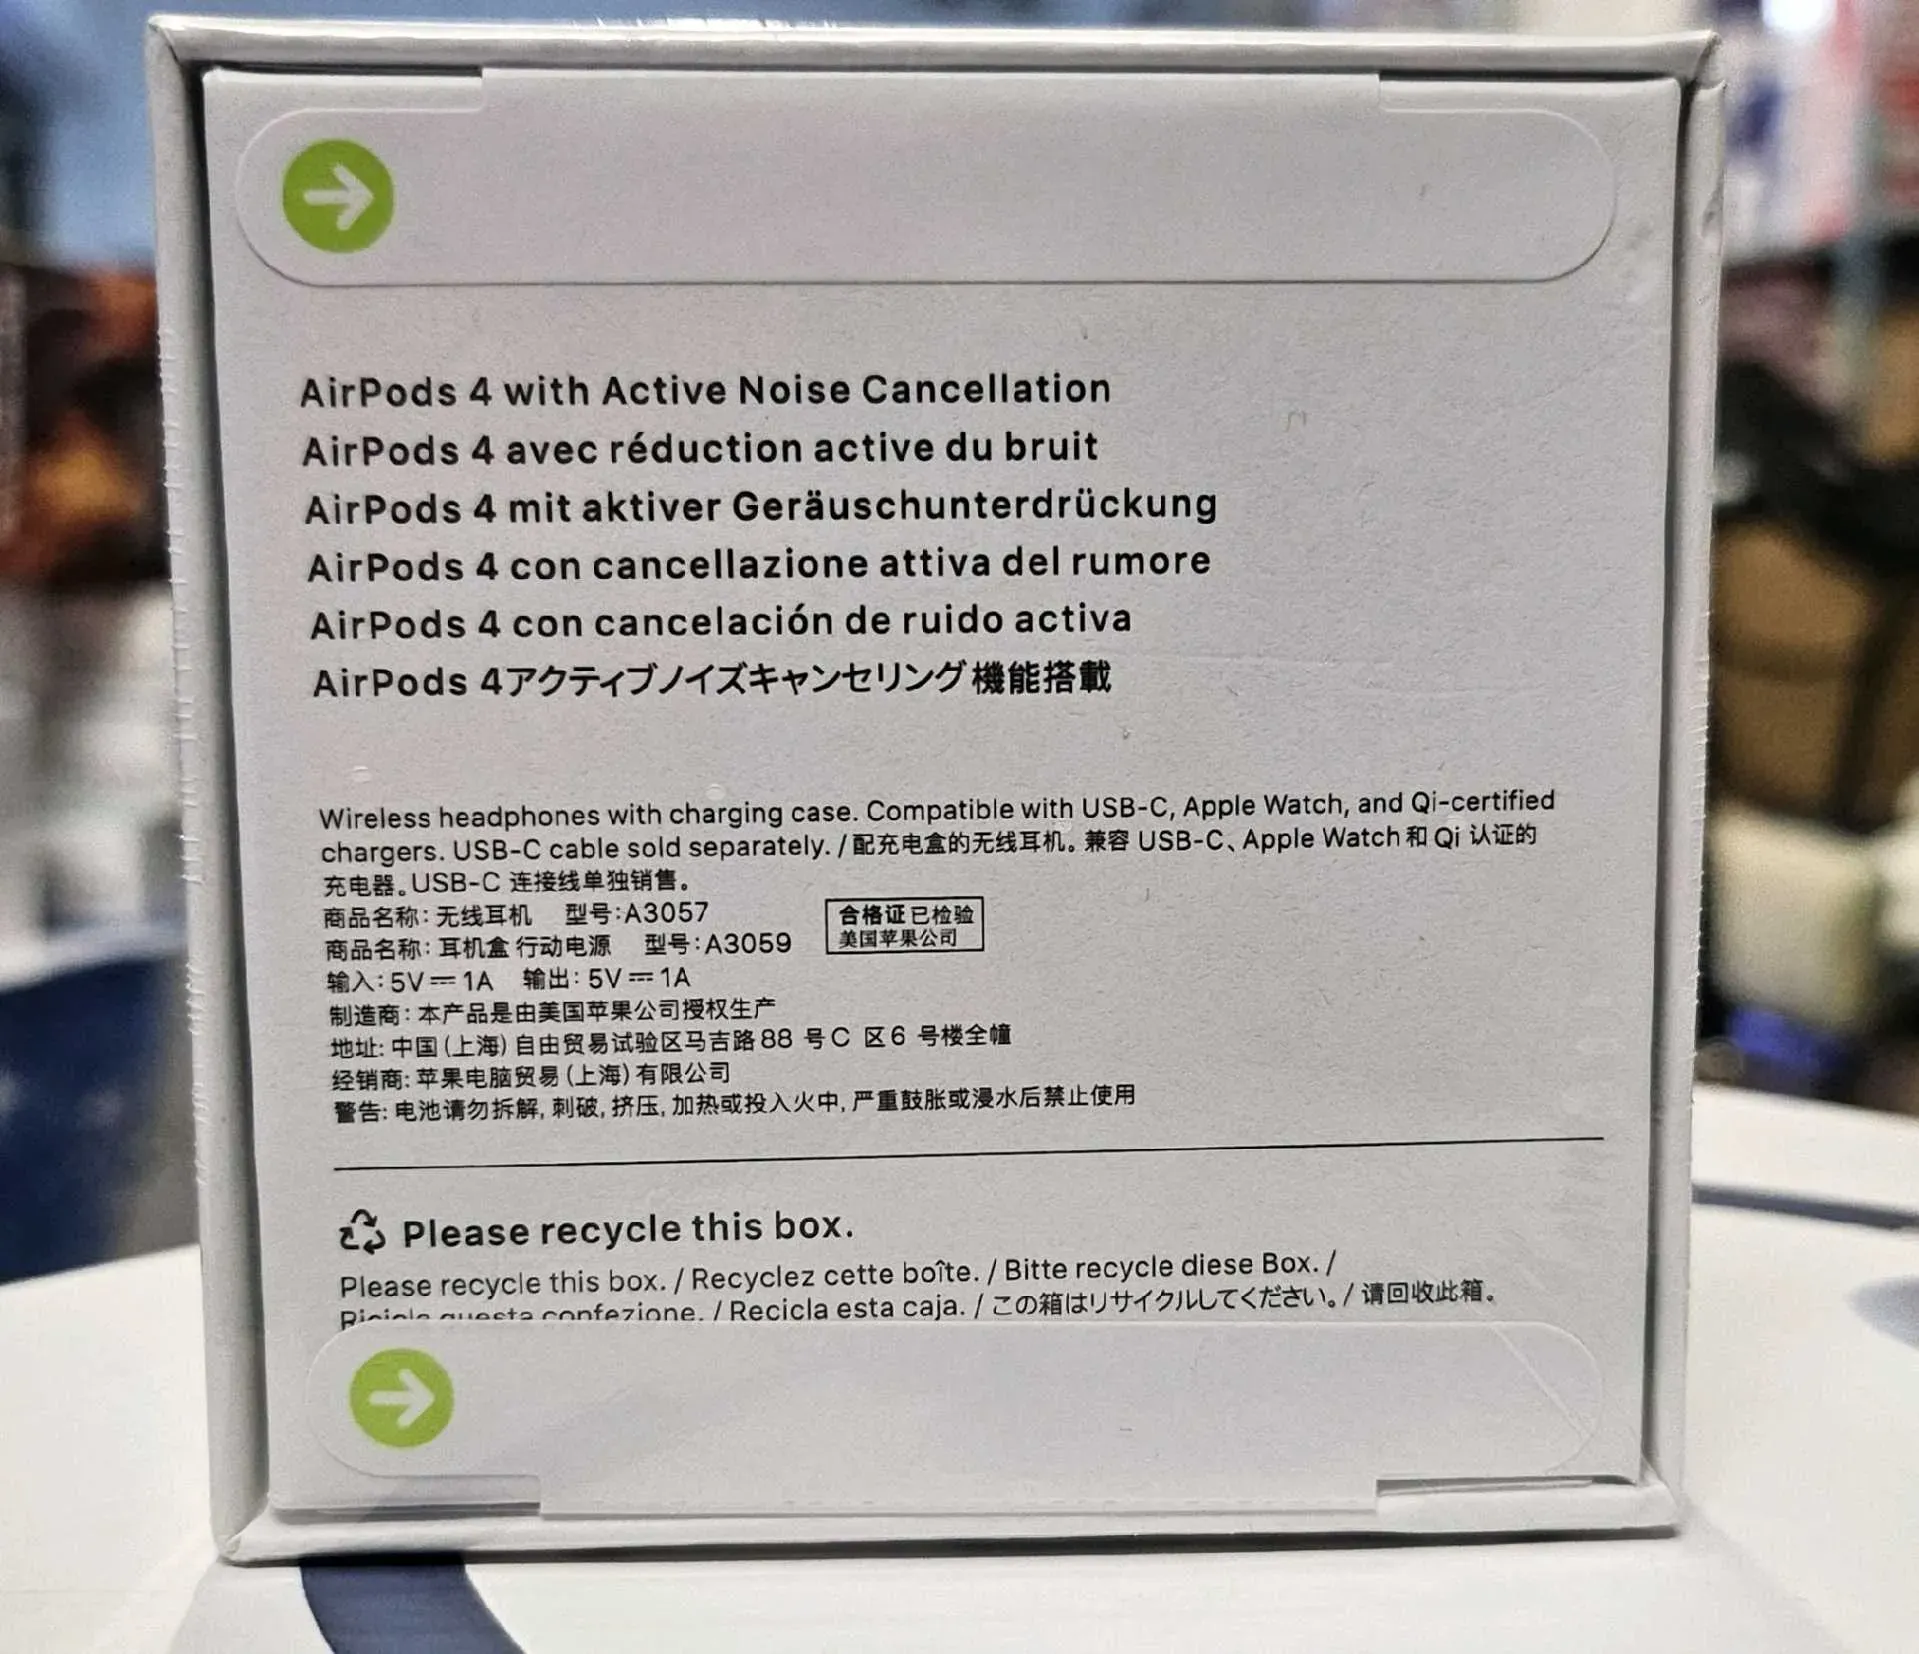 AirPods 4 with Active Noise Cancellation
AirPods 4 avec réduction active du bruit
AirPods 4 mit aktiver Geräuschunterdrückung
AirPods 4 con cancellazione attiva del rumore
AirPods 4 con cancelación de ruido activa
AirPods 4アクティブノイズキャンセリング機能搭載
Wireless headphones with charging case. Compatible with USB-C, Apple Watch, and Qi-certified
chargers. USB-C cable sold separately. / 配充电盒的无线耳机。兼容 USB-C、Apple Watch 和 Qi 认证的
充电器。USB-C 连接线单独销售。
商品名称: 无线耳机 型号:A3057
商品名称: 耳机盒 行动电源 型号:A3059
合格证 已检验
美国苹果公司
输入: 5V⎓1A 输出: 5V⎓1A
制造商: 本产品是由美国苹果公司授权生产
地址: 中国 (上海) 自由贸易试验区马吉路 88 号 C 区 6 号楼全幢
经销商: 苹果电脑贸易 (上海) 有限公司
警告: 电池请勿拆解, 刺破, 挤压, 加热或投入火中, 严重鼓胀或浸水后禁止使用
Please recycle this box.
Please recycle this box. / Recyclez cette boîte. / Bitte recycle diese Box. /
Ricicla questa confezione. / Recicla esta caja. / この箱はリサイクルしてください。/ 请回收此箱。